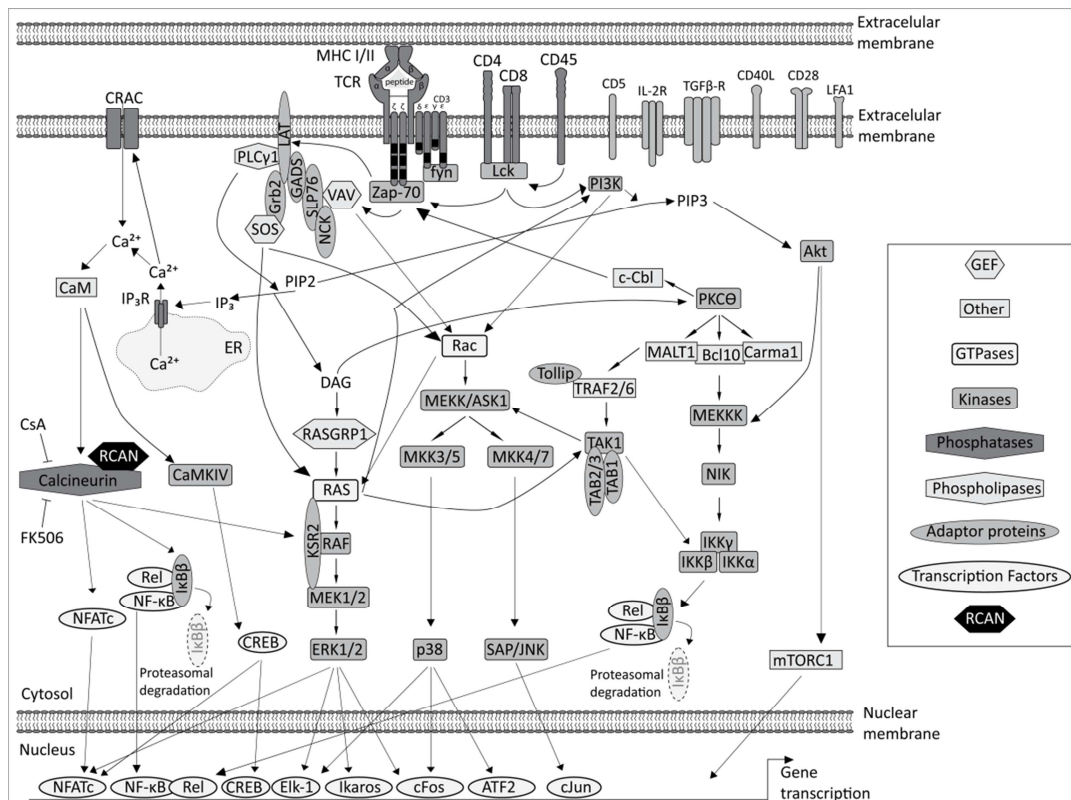 Extracelular
membrane
MHC I/II
TCR
α
β
peptide
α
β
CD4
CD8
CD45
CD5
IL-2R
TGFβ-R
CD40L
CD28
LFA1
CRAC
ζ ζ δ ε γ ε
CD3
Extracelular
membrane
LAT
PLCγ1
GADS
Grb2
SLP76
NCK
SOS
VAV
Zap-70
fyn
Lck
PI3K
PIP3
Akt
Ca²⁺
Ca²⁺
CaM
IP₃R
IP₃
PIP2
ER
Ca²⁺
c-Cbl
PKCƟ
Rac
MALT1
Bcl10
Carma1
DAG
Tollip
TRAF2/6
MEKK/ASK1
MEKKK
RASGRP1
CsA
RCAN
Calcineurin
CaMKIV
FK506
MKK3/5
MKK4/7
TAK1
TAB2/3
TAB1
NIK
RAS
KSR2
RAF
IKKγ
IKKβ
IKKα
Rel
NF-κB
IκBβ
IκBβ
Proteasomal
degradation
NFATc
CREB
MEK1/2
ERK1/2
p38
SAP/JNK
Rel
NF-κB
IκBβ
IκBβ
Proteasomal
degradation
mTORC1
Cytosol
Nuclear
membrane
Nucleus
NFATc
NF-κB
Rel
CREB
Elk-1
Ikaros
cFos
ATF2
cJun
Gene
transcription
GEF
Other
GTPases
Kinases
Phosphatases
Phospholipases
Adaptor proteins
Transcription Factors
RCAN